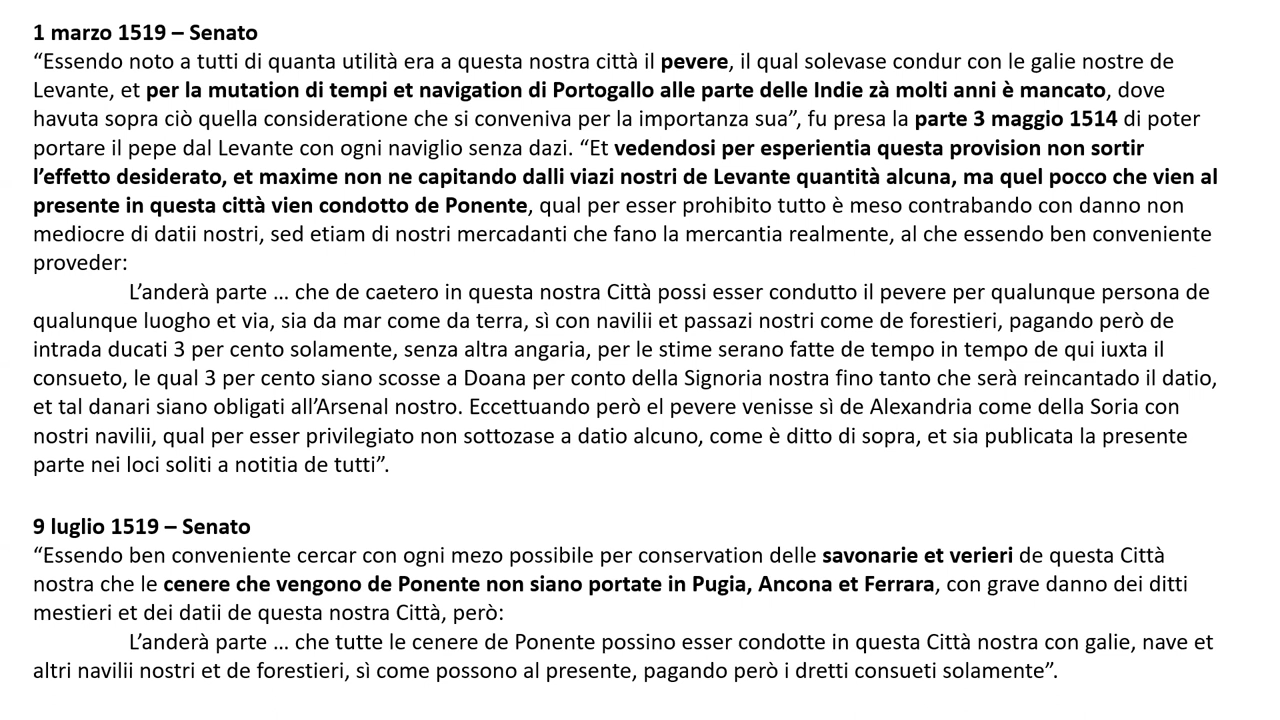 1 marzo 1519 – Senato
“Essendo noto a tutti di quanta utilità era a questa nostra città il pevere, il qual solevase condur con le galie nostre de
Levante, et per la mutation di tempi et navigation di Portogallo alle parte delle Indie zà molti anni è mancato, dove
havuta sopra ciò quella consideratione che si conveniva per la importanza sua”, fu presa la parte 3 maggio 1514 di poter
portare il pepe dal Levante con ogni naviglio senza dazi. “Et vedendosi per esperientia questa provision non sortir
l’effetto desiderato, et maxime non ne capitando dalli viazi nostri de Levante quantità alcuna, ma quel poco che vien al
presente in questa città vien condotto de Ponente, qual per esser prohibito tutto è meso contrabando con danno non
mediocre di datii nostri, sed etiam di nostri mercadanti che fano la mercantia realmente, al che essendo ben conveniente
proveder:
L’anderà parte … che de caetero in questa nostra Città possi esser condutto il pevere per qualunque persona de
qualunque luogho et via, sia da mar come da terra, sì con navilii et passazi nostri come de forestieri, pagando però de
intrada ducati 3 per cento solamente, senza altra angaria, per le stime serano fatte de tempo in tempo de qui iuxta il
consueto, le qual 3 per cento siano scosse a Doana per conto della Signoria nostra fino tanto che serà reincantado il datio,
et tal danari siano obligati all’Arsenal nostro. Eccettuando però el pevere venisse sì de Alexandria come della Soria con
nostri navilii, qual per esser privilegiato non sottozase a datio alcuno, come è ditto di sopra, et sia publicata la presente
parte nei loci soliti a notitia de tutti”.
9 luglio 1519 – Senato
“Essendo ben conveniente cercar con ogni mezo possibile per conservation delle savonarie et verieri de questa Città
nostra che le cenere che vengono de Ponente non siano portate in Pugia, Ancona et Ferrara, con grave danno dei ditti
mestieri et dei datii de questa nostra Città, però:
L’anderà parte … che tutte le cenere de Ponente possino esser condotte in questa Città nostra con galie, nave et
altri navilii nostri et de forestieri, sì come possono al presente, pagando però i dretti consueti solamente”.